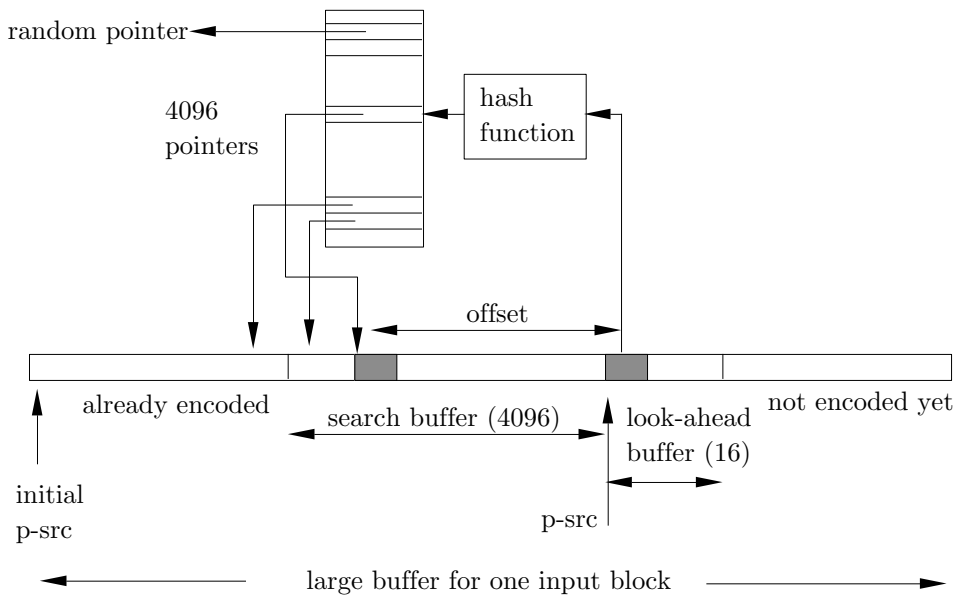 random pointer
4096
pointers
hash
function
offset
already encoded
search buffer (4096)
look-ahead
buffer (16)
not encoded yet
initial
p-src
p-src
large buffer for one input block